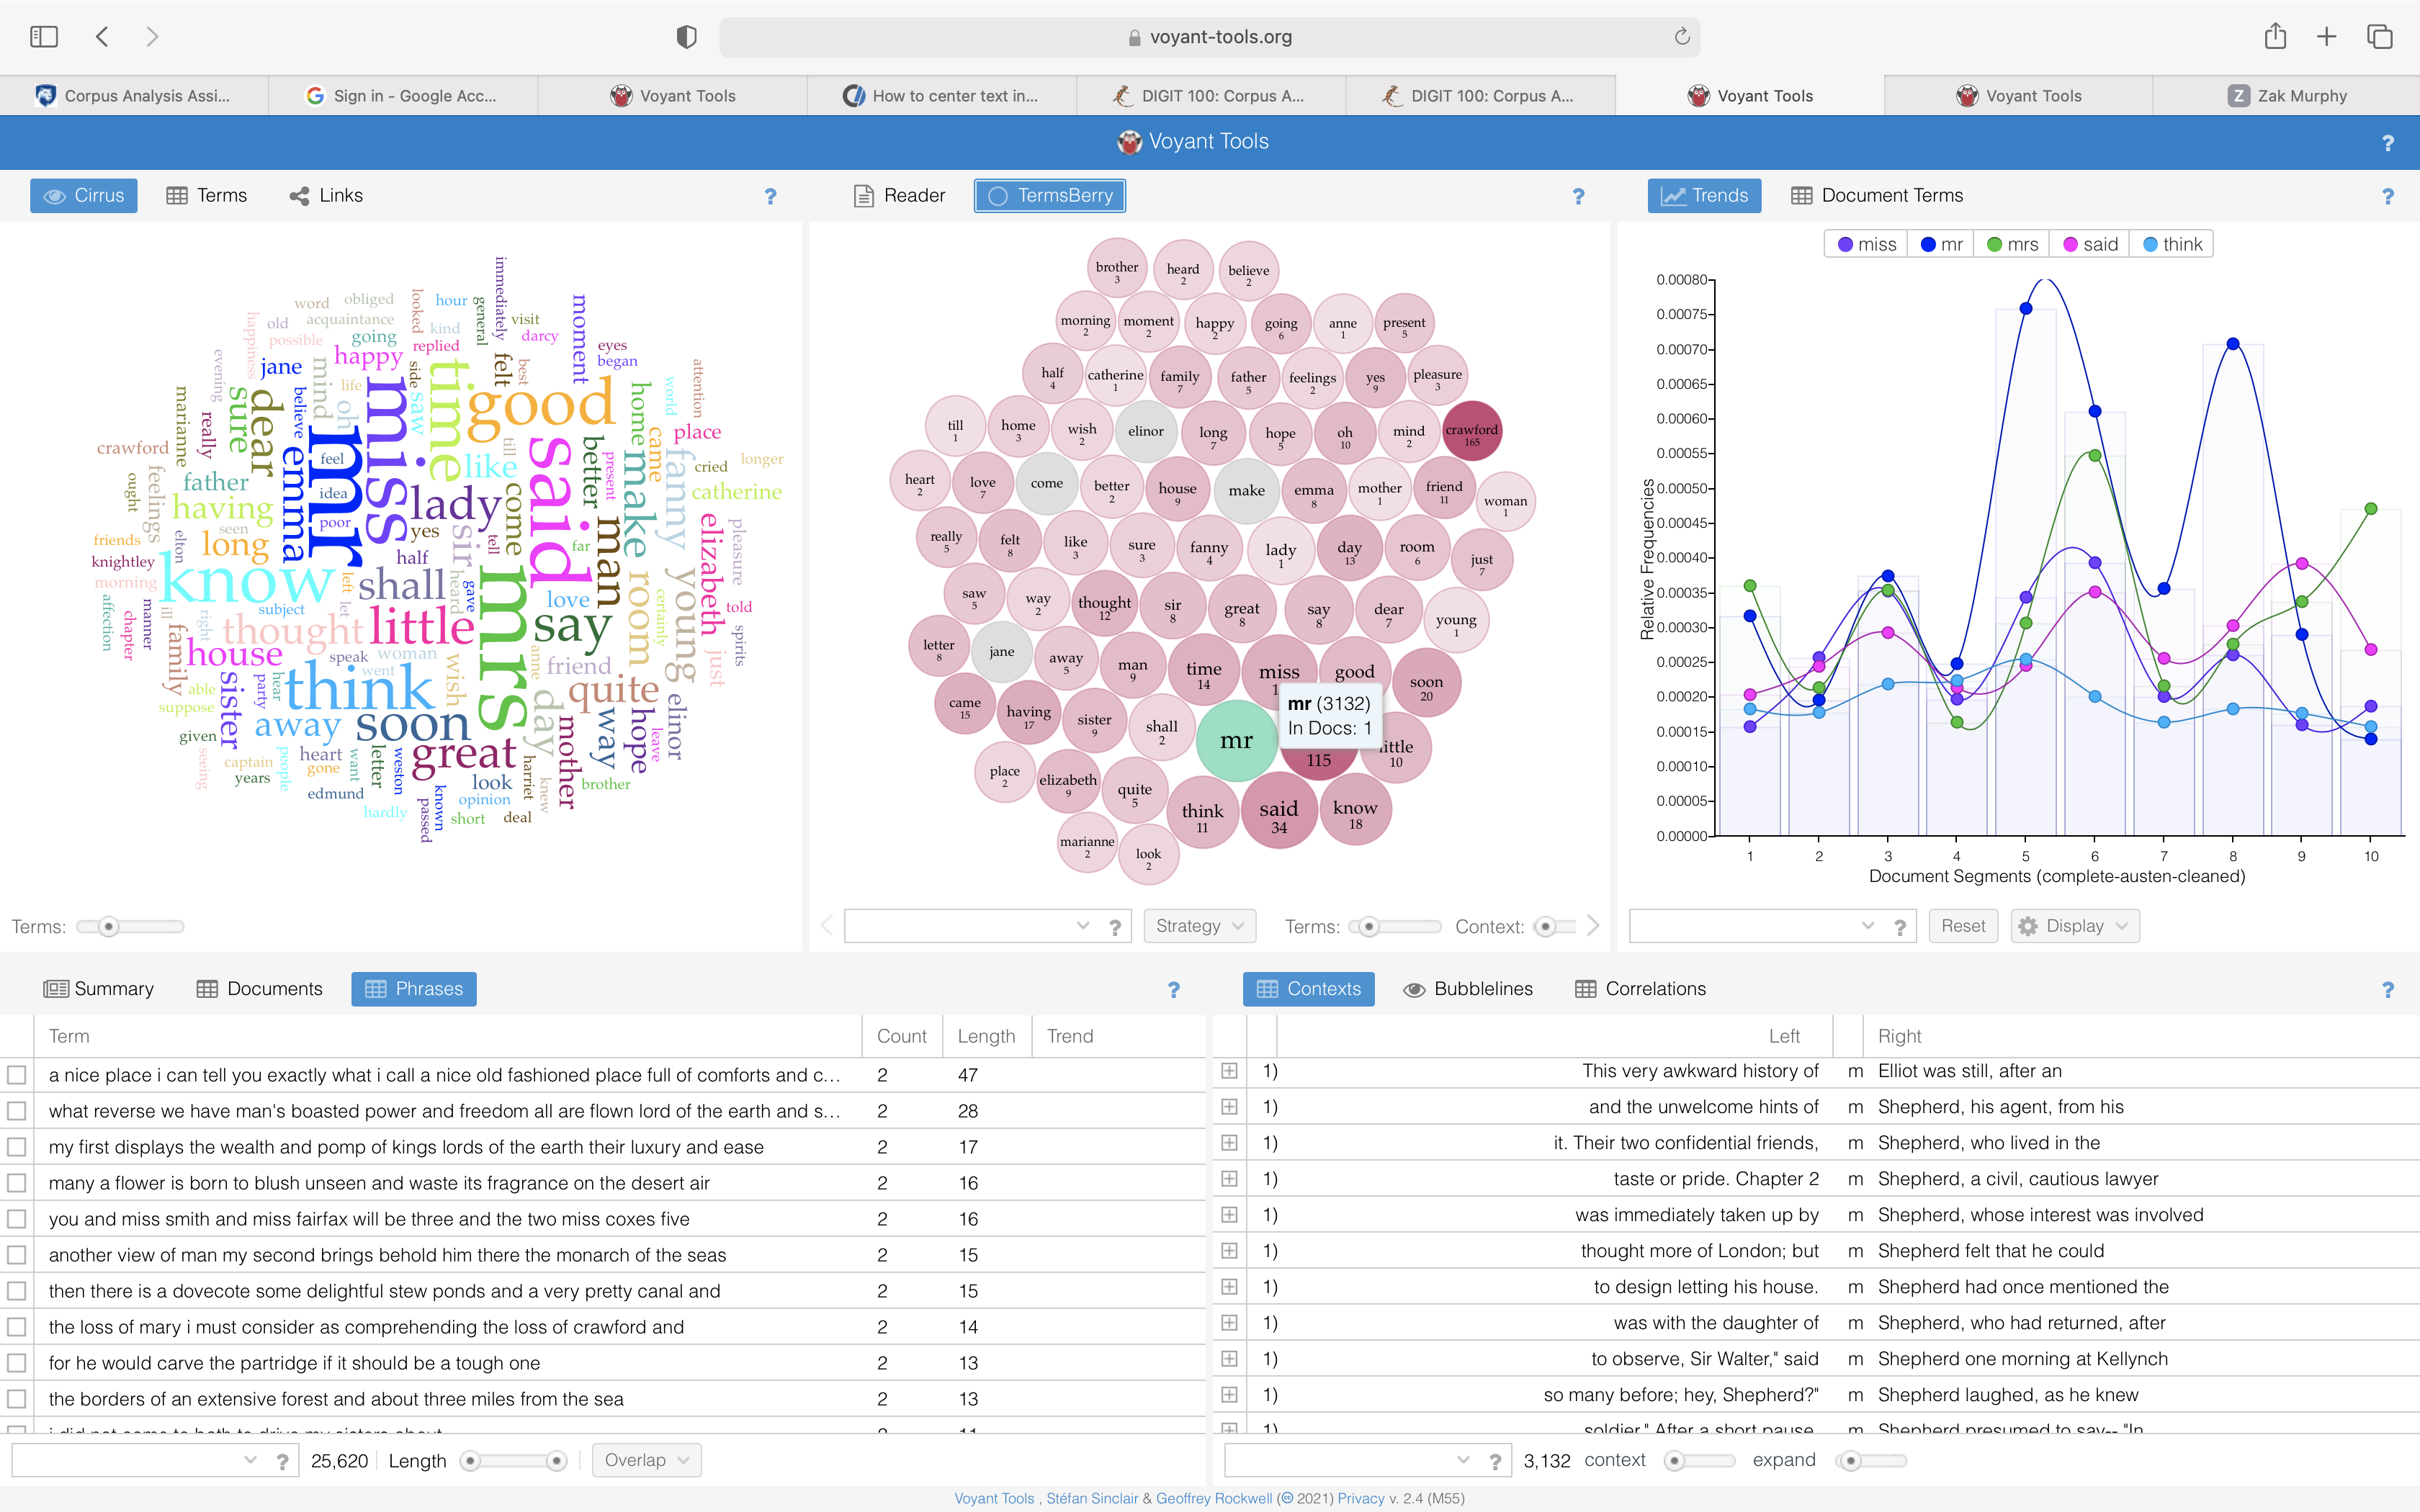 voyant-tools.org
Corpus Analysis Assi...
Sign in - Google Acc...
Voyant Tools
How to center text in...
DIGIT 100: Corpus A...
DIGIT 100: Corpus A...
Voyant Tools
Voyant Tools
Z Zak Murphy
Voyant Tools ?
Cirrus Terms Links ?
Reader TermsBerry ?
Trends Document Terms ?
immediately
word obliged looked hour general moment
happiness old acquaintance kind visit
possible going replied darcy
evening jane mind happy side time felt best eyes
life began attention
marianne really sure dear believe oh miss saw good home world
mr till better came place
crawford emma feel like said present make fanny cried longer
ought feelings father idea lady come catherine
having poor yes sir man elizabeth pleasure
friends elton seen long half tell far
knightley know left shall heard mrs room young
morning gave love certainly told
affection manner ill right subject let little say spirits
chapter family thought anne just
house speak woman wish friend
able sister party hear think went quite elinor
suppose away soon day way hope leave
given great mother
seeing captain people heart want letter weston look harriet knew brother
years gone known opinion
edmund hardly passed short deal
brother 3
heard 2
believe 2
morning 2
moment 2
happy 2
going 6
anne 1
present 5
half 4
catherine 1
family 7
father 5
feelings 2
yes 9
pleasure 3
till 1
home 3
wish 2
elinor
long 7
hope 5
oh 10
mind 2
crawford 165
heart 2
love 7
come
better 2
house 9
make
emma 8
mother 1
friend 11
woman 1
really 5
felt 8
like 3
sure 3
fanny 4
lady 1
day 13
room 6
just 7
saw 5
way 2
thought 12
sir 8
great 8
say 8
dear 7
young 1
letter 8
jane
away 5
man 9
time 14
miss 1
good
soon 20
came 15
having 17
sister 9
shall 2
mr
mr (3132)
In Docs: 1
115
little 10
place 2
elizabeth 9
quite 5
think 11
said 34
know 18
marianne 2
look 2
miss mr mrs said think
Relative Frequencies
0.00080
0.00075
0.00070
0.00065
0.00060
0.00055
0.00050
0.00045
0.00040
0.00035
0.00030
0.00025
0.00020
0.00015
0.00010
0.00005
0.00000
1 2 3 4 5 6 7 8 9 10
Document Segments (complete-austen-cleaned)
Terms:
? Strategy Terms: Context:
? Reset Display
Summary Documents Phrases ?
Term Count Length Trend
a nice place i can tell you exactly what i call a nice old fashioned place full of comforts and c... 2 47
what reverse we have man's boasted power and freedom all are flown lord of the earth and s... 2 28
my first displays the wealth and pomp of kings lords of the earth their luxury and ease 2 17
many a flower is born to blush unseen and waste its fragrance on the desert air 2 16
you and miss smith and miss fairfax will be three and the two miss coxes five 2 16
another view of man my second brings behold him there the monarch of the seas 2 15
then there is a dovecote some delightful stew ponds and a very pretty canal and 2 15
the loss of mary i must consider as comprehending the loss of crawford and 2 14
for he would carve the partridge if it should be a tough one 2 13
the borders of an extensive forest and about three miles from the sea 2 13
i did not come to bath to drive my sisters about 2 11
? 25,620 Length Overlap
Contexts Bubblelines Correlations ?
Left Right
1) This very awkward history of m Elliot was still, after an
1) and the unwelcome hints of m Shepherd, his agent, from his
1) it. Their two confidential friends, m Shepherd, who lived in the
1) taste or pride. Chapter 2 m Shepherd, a civil, cautious lawyer
1) was immediately taken up by m Shepherd, whose interest was involved
1) thought more of London; but m Shepherd felt that he could
1) to design letting his house. m Shepherd had once mentioned the
1) was with the daughter of m Shepherd, who had returned, after
1) to observe, Sir Walter," said m Shepherd one morning at Kellynch
1) so many before; hey, Shepherd?" m Shepherd laughed, as he knew
1) soldier." After a short pause, m Shepherd presumed to say-- "In
? 3,132 context expand
Voyant Tools , Stéfan Sinclair & Geoffrey Rockwell (© 2021) Privacy v. 2.4 (M55)